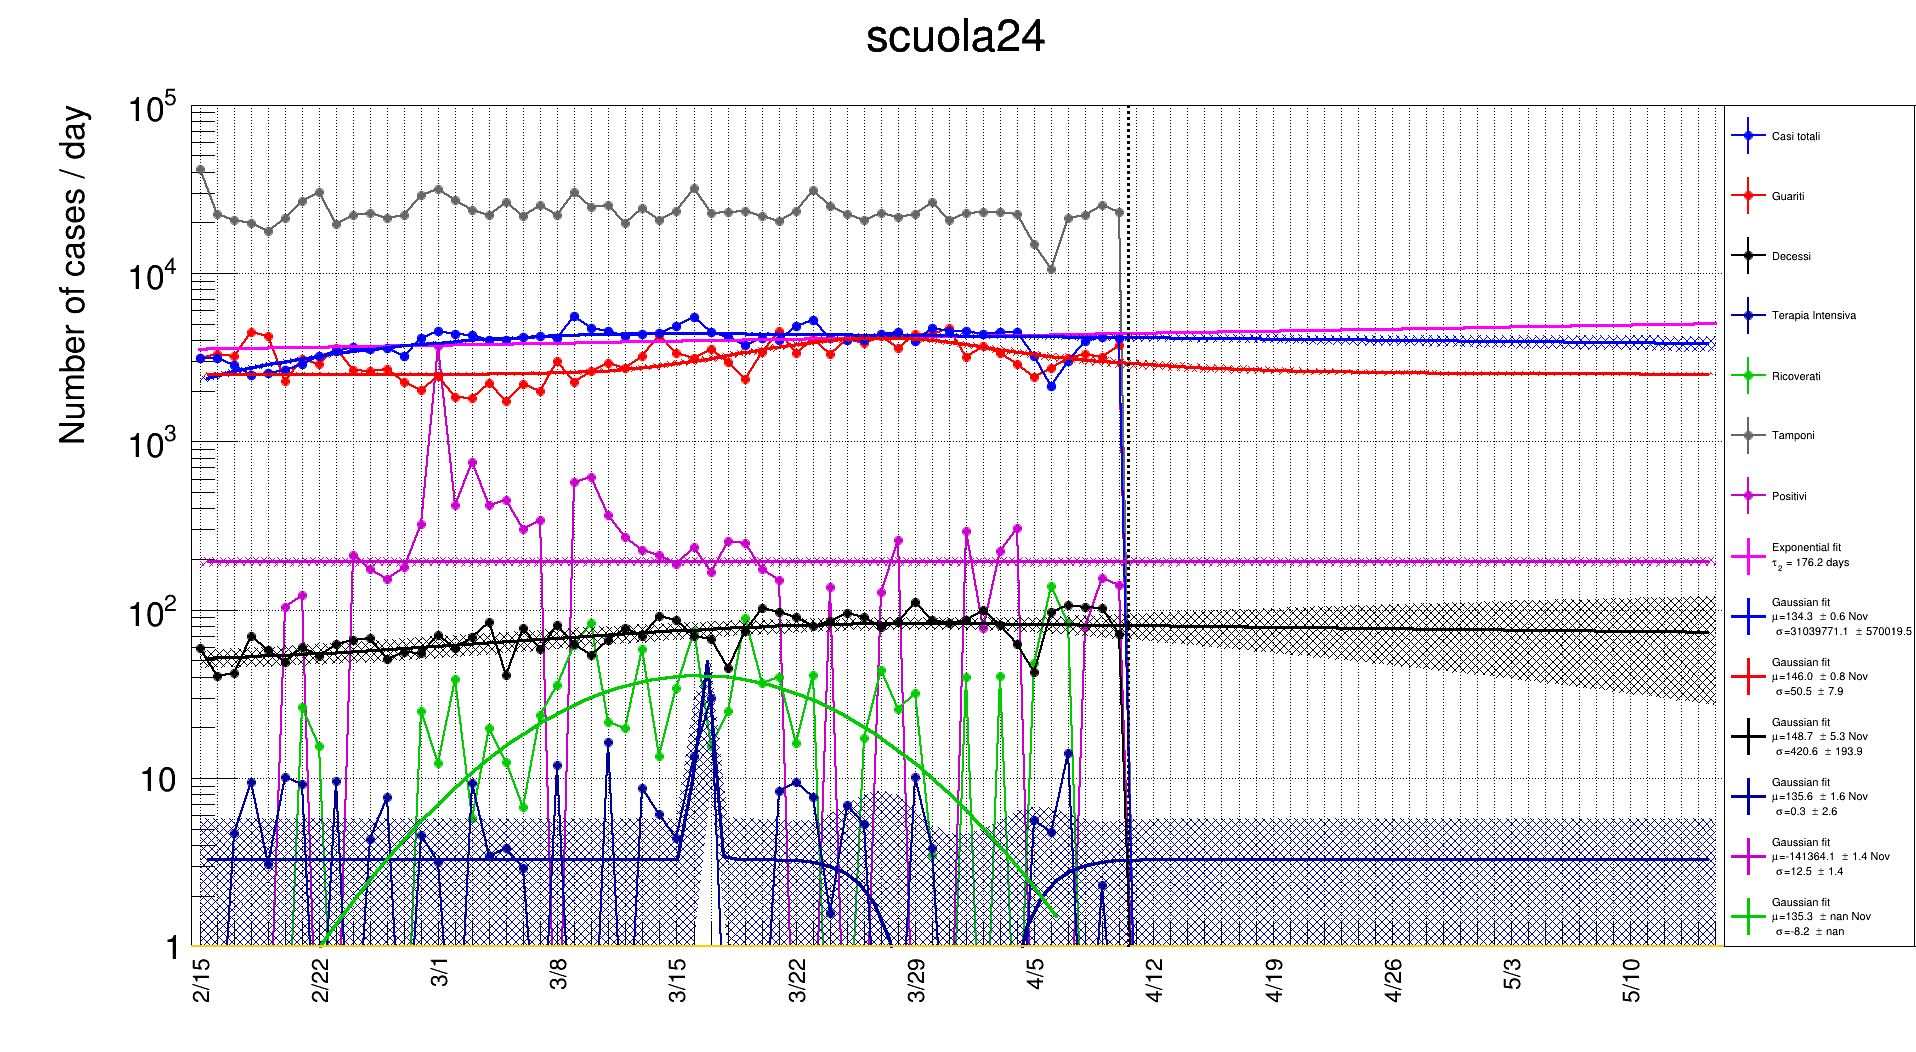 scuola24
Number of cases / day
10^5
10^4
10^3
10^2
10
1
2/15
2/22
3/1
3/8
3/15
3/22
3/29
4/5
4/12
4/19
4/26
5/3
5/10
Casi totali
Guariti
Decessi
Terapia Intensiva
Ricoverati
Tamponi
Positivi
Exponential fit
τ_2 = 176.2 days
Gaussian fit
μ=134.3 ± 0.6 Nov
σ=31039771.1 ± 570019.5
Gaussian fit
μ=146.0 ± 0.8 Nov
σ=50.5 ± 7.9
Gaussian fit
μ=148.7 ± 5.3 Nov
σ=420.6 ± 193.9
Gaussian fit
μ=135.6 ± 1.6 Nov
σ=0.3 ± 2.6
Gaussian fit
μ=-141364.1 ± 1.4 Nov
σ=12.5 ± 1.4
Gaussian fit
μ=135.3 ± nan Nov
σ=-8.2 ± nan